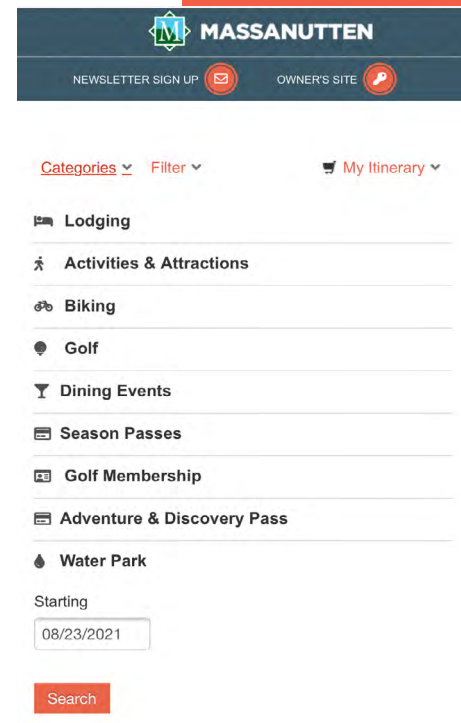 M MASSANUTTEN
NEWSLETTER SIGN UP OWNER'S SITE
Categories Filter My Itinerary
Lodging
Activities & Attractions
Biking
Golf
Dining Events
Season Passes
Golf Membership
Adventure & Discovery Pass
Water Park
Starting
08/23/2021
Search